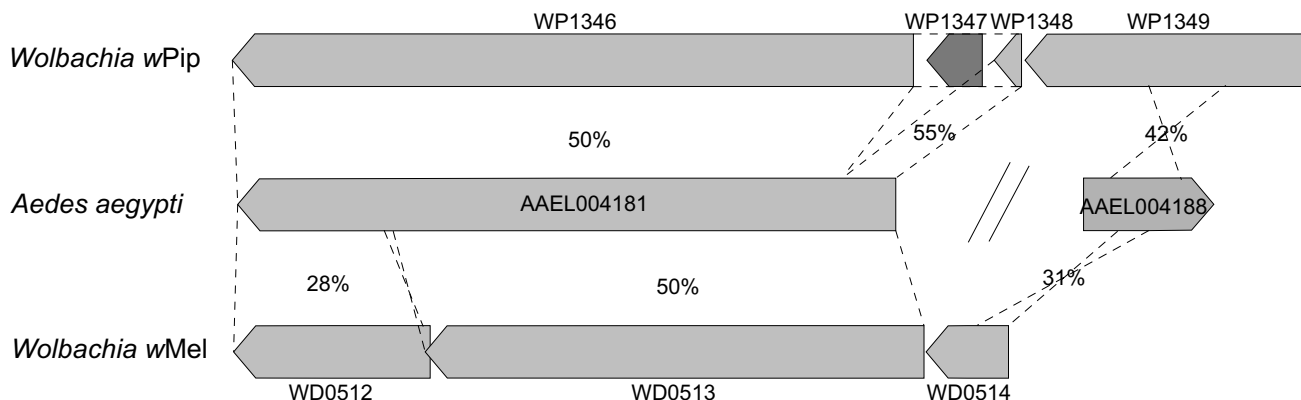 WP1346 WP1347 WP1348 WP1349
Wolbachia wPip
50% 55% 42%
Aedes aegypti AAEL004181 AAEL004188
28% 50% 31%
Wolbachia wMel
WD0512 WD0513 WD0514